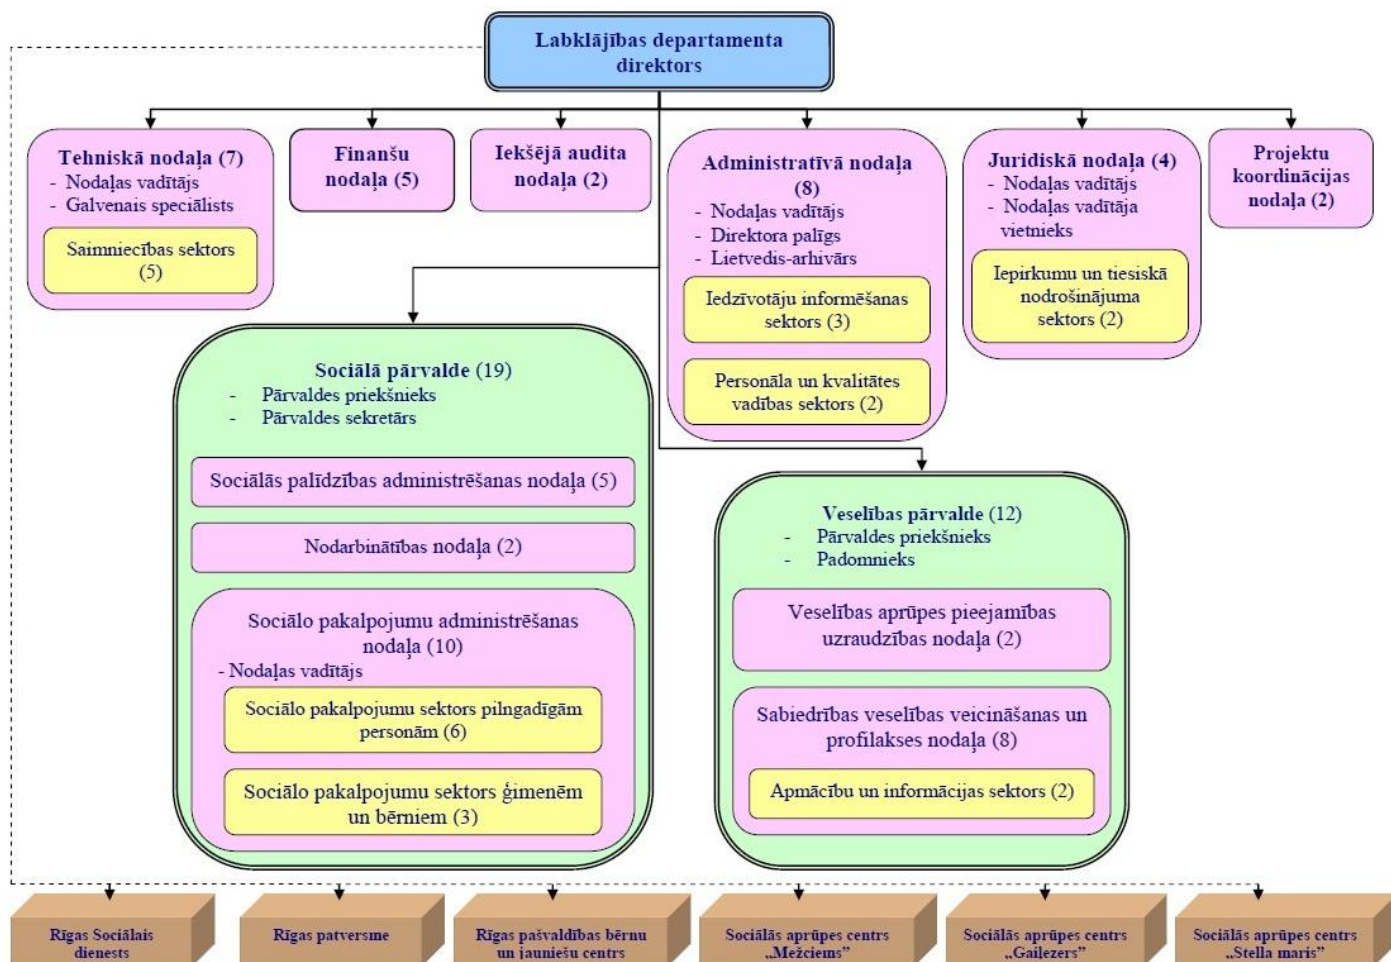 Labklājības departamenta
direktors
Tehniskā nodaļa (7)
- Nodaļas vadītājs
- Galvenais speciālists
Saimniecības sektors
(5)
Finanšu
nodaļa (5)
Iekšējā audita
nodaļa (2)
Administratīvā nodaļa
(8)
- Nodaļas vadītājs
- Direktora palīgs
- Lietvedis-arhivārs
Iedzīvotāju informēšanas
sektors (3)
Personāla un kvalitātes
vadības sektors (2)
Juridiskā nodaļa (4)
- Nodaļas vadītājs
- Nodaļas vadītāja
vietnieks
Iepirkumu un tiesiskā
nodrošinājuma
sektors (2)
Projektu
koordinācijas
nodaļa (2)
Sociālā pārvalde (19)
- Pārvaldes priekšnieks
- Pārvaldes sekretārs
Sociālās palīdzības administrēšanas nodaļa (5)
Nodarbinātības nodaļa (2)
Sociālo pakalpojumu administrēšanas
nodaļa (10)
- Nodaļas vadītājs
Sociālo pakalpojumu sektors pilngadīgām
personām (6)
Sociālo pakalpojumu sektors ģimenēm
un bērniem (3)
Veselības pārvalde (12)
- Pārvaldes priekšnieks
- Padomnieks
Veselības aprūpes pieejamības
uzraudzības nodaļa (2)
Sabiedrības veselības veicināšanas un
profilakses nodaļa (8)
Apmācību un informācijas sektors (2)
Rīgas Sociālais
dienests
Rīgas patversme
Rīgas pašvaldības bērnu
un jauniešu centrs
Sociālās aprūpes centrs
„Mežciems”
Sociālās aprūpes centrs
„Gaiļezers”
Sociālās aprūpes centrs
„Stella maris”